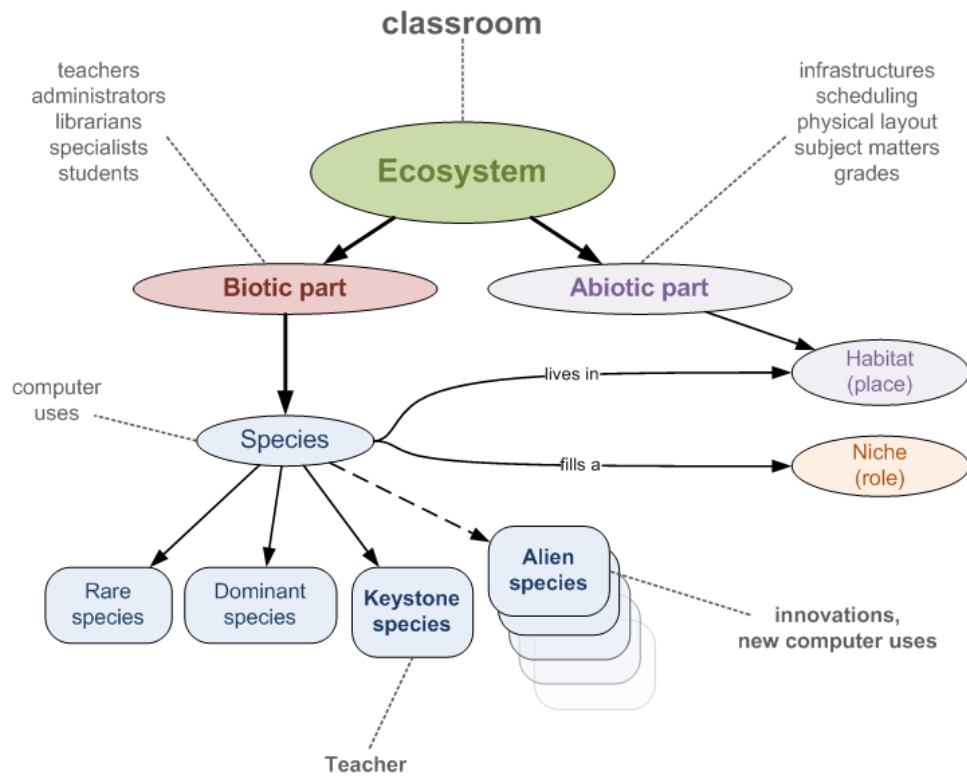 classroom
teachers
administrators
librarians
specialists
students
infrastructures
scheduling
physical layout
subject matters
grades
Ecosystem
Biotic part
Abiotic part
Habitat
(place)
lives in
computer
uses
Species
fills a
Niche
(role)
Rare
species
Dominant
species
Keystone
species
Alien
species
innovations,
new computer uses
Teacher